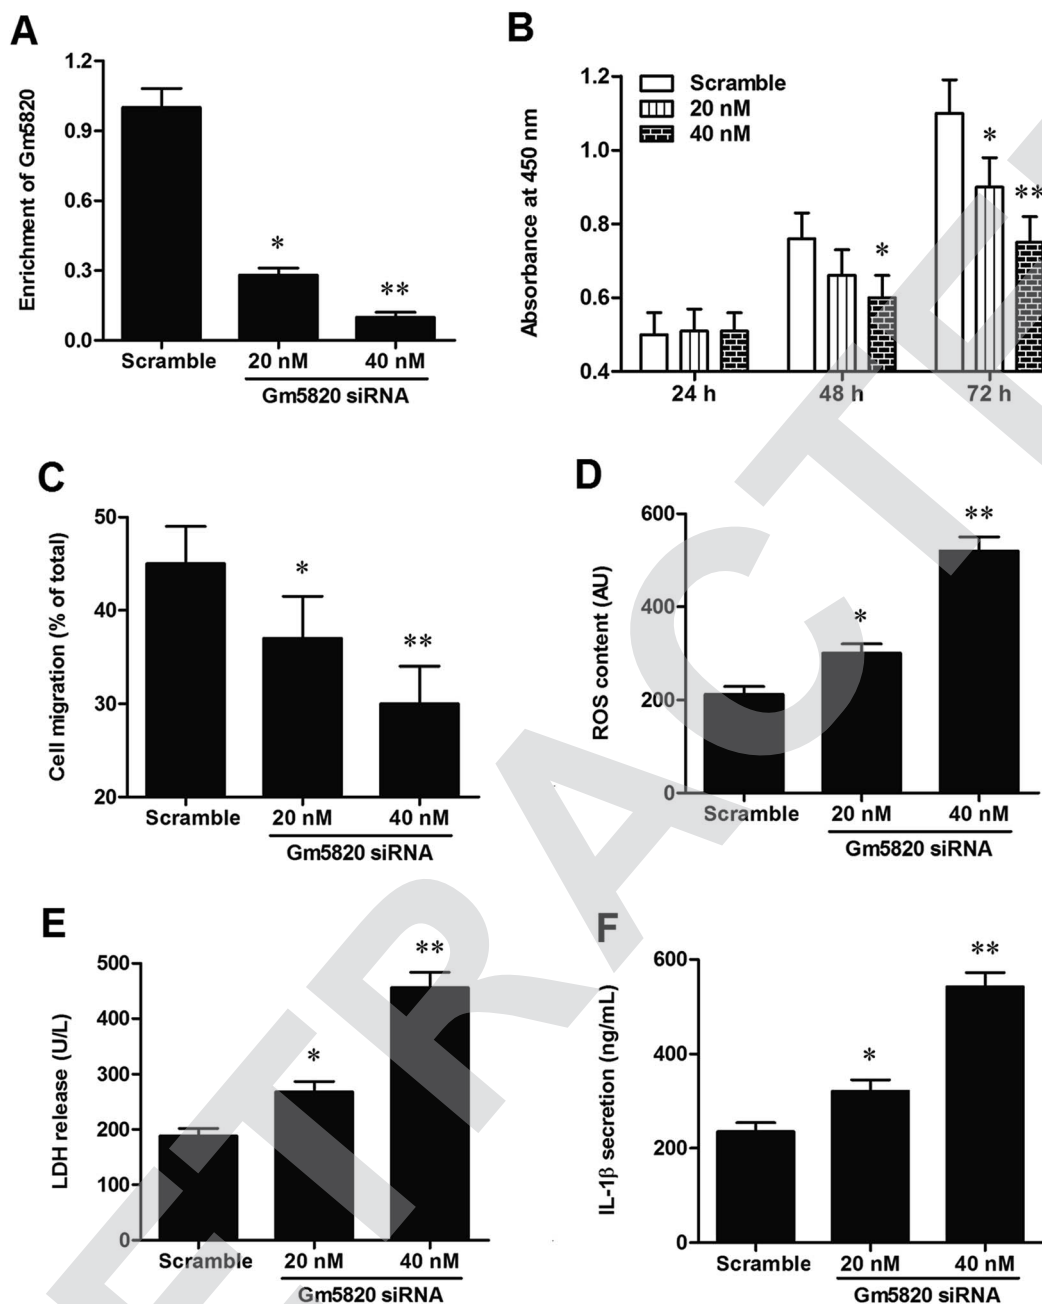 A
1.2
0.9
0.6
0.3
0.0
Enrichment of Gm5820
*
**
Scramble 20 nM 40 nM
Gm5820 siRNA
B
1.2
1.0
0.8
0.6
0.4
Absorbance at 450 nm
Scramble
20 nM
40 nM
*
*
**
24 h 48 h 72 h
C
50
40
30
20
Cell migration (% of total)
*
**
Scramble 20 nM 40 nM
Gm5820 siRNA
D
600
400
200
0
ROS content (AU)
*
**
Scramble 20 nM 40 nM
Gm5820 siRNA
E
500
400
300
200
100
0
LDH release (U/L)
*
**
Scramble 20 nM 40 nM
Gm5820 siRNA
F
600
400
200
0
IL-1β secretion (ng/mL)
*
**
Scramble 20 nM 40 nM
Gm5820 siRNA